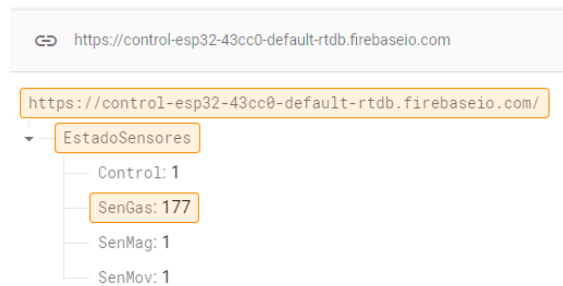 https://control-esp32-43cc0-default-rtdb.firebaseio.com
https://control-esp32-43cc0-default-rtdb.firebaseio.com/
EstadoSensores
Control: 1
SenGas: 177
SenMag: 1
SenMov: 1